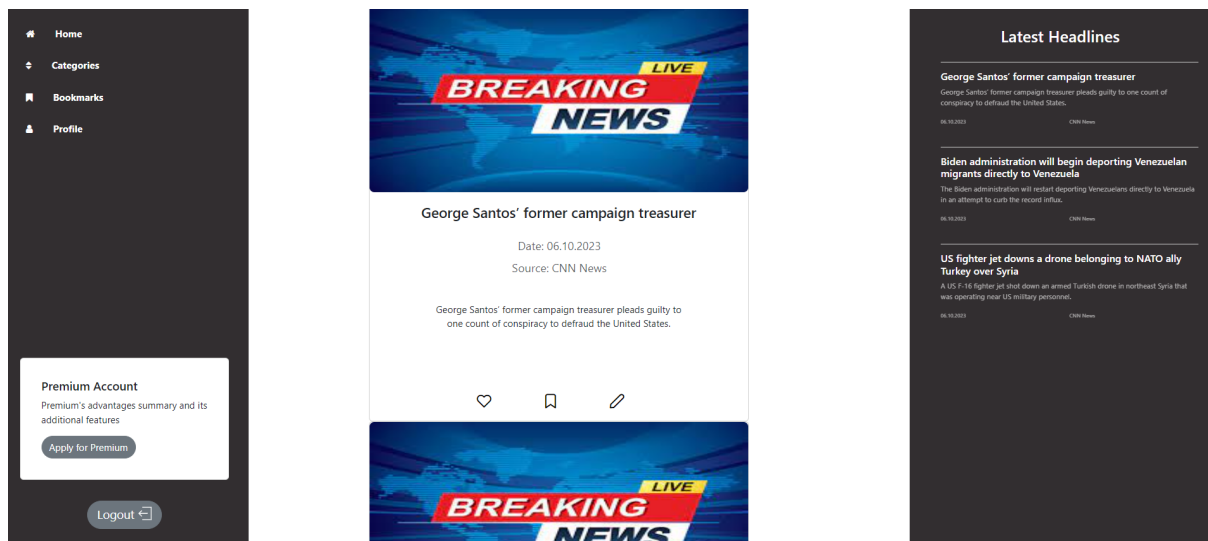 Home
Categories
Bookmarks
Profile
Premium Account
Premium's advantages summary and its
additional features
Apply for Premium
Logout
LIVE
BREAKING
NEWS
George Santos' former campaign treasurer
Date: 06.10.2023
Source: CNN News
George Santos' former campaign treasurer pleads guilty to
one count of conspiracy to defraud the United States.
LIVE
BREAKING
NEWS
Latest Headlines
George Santos' former campaign treasurer
George Santos' former campaign treasurer pleads guilty to one count of
conspiracy to defraud the United States.
06.10.2023 CNN News
Biden administration will begin deporting Venezuelan
migrants directly to Venezuela
The Biden administration will restart deporting Venezuelans directly to Venezuela
in an attempt to curb the record influx.
06.10.2023 CNN News
US fighter jet downs a drone belonging to NATO ally
Turkey over Syria
A US F-16 fighter jet shot down an armed Turkish drone in northeast Syria that
was operating near US military personnel.
06.10.2023 CNN News